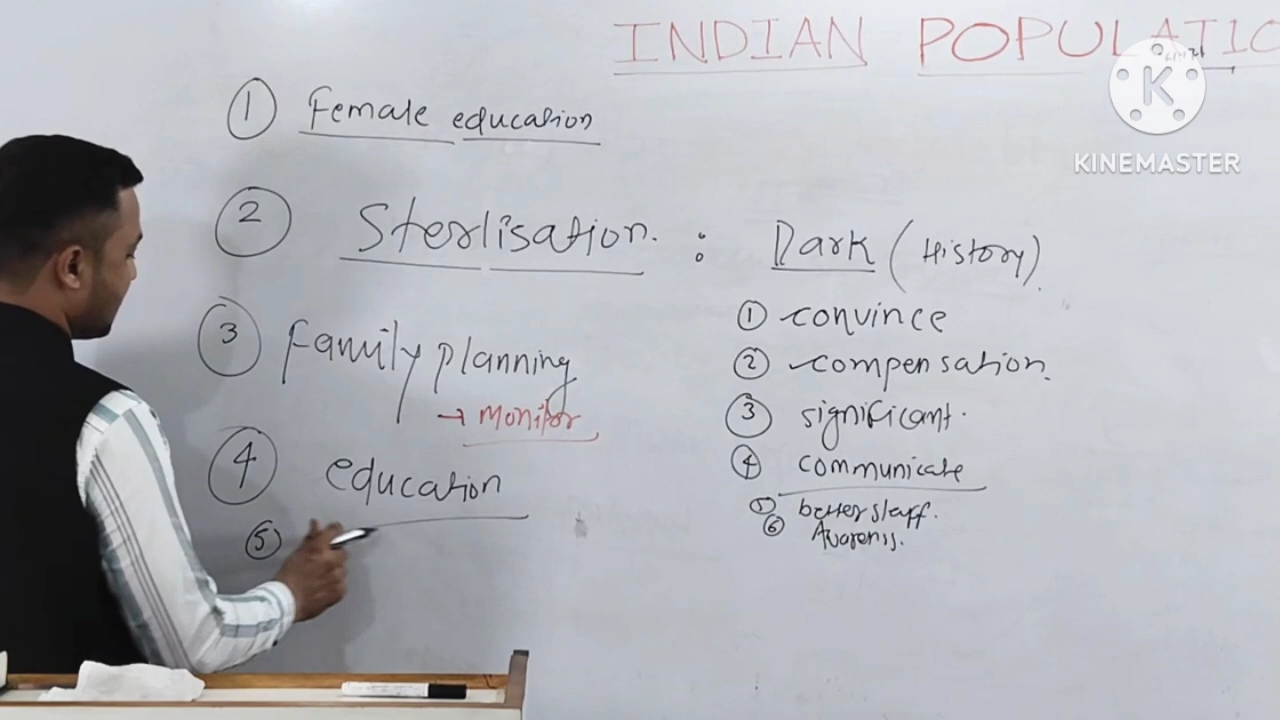 INDIAN POPULATIO
K
KINEMASTER
① Female education
② Sterlisation. : Dark (History).
③ Family planning
→ Monitor
④ education
⑤
① convince
② compensation.
③ significant.
④ communicate
⑤ better staff.
⑥